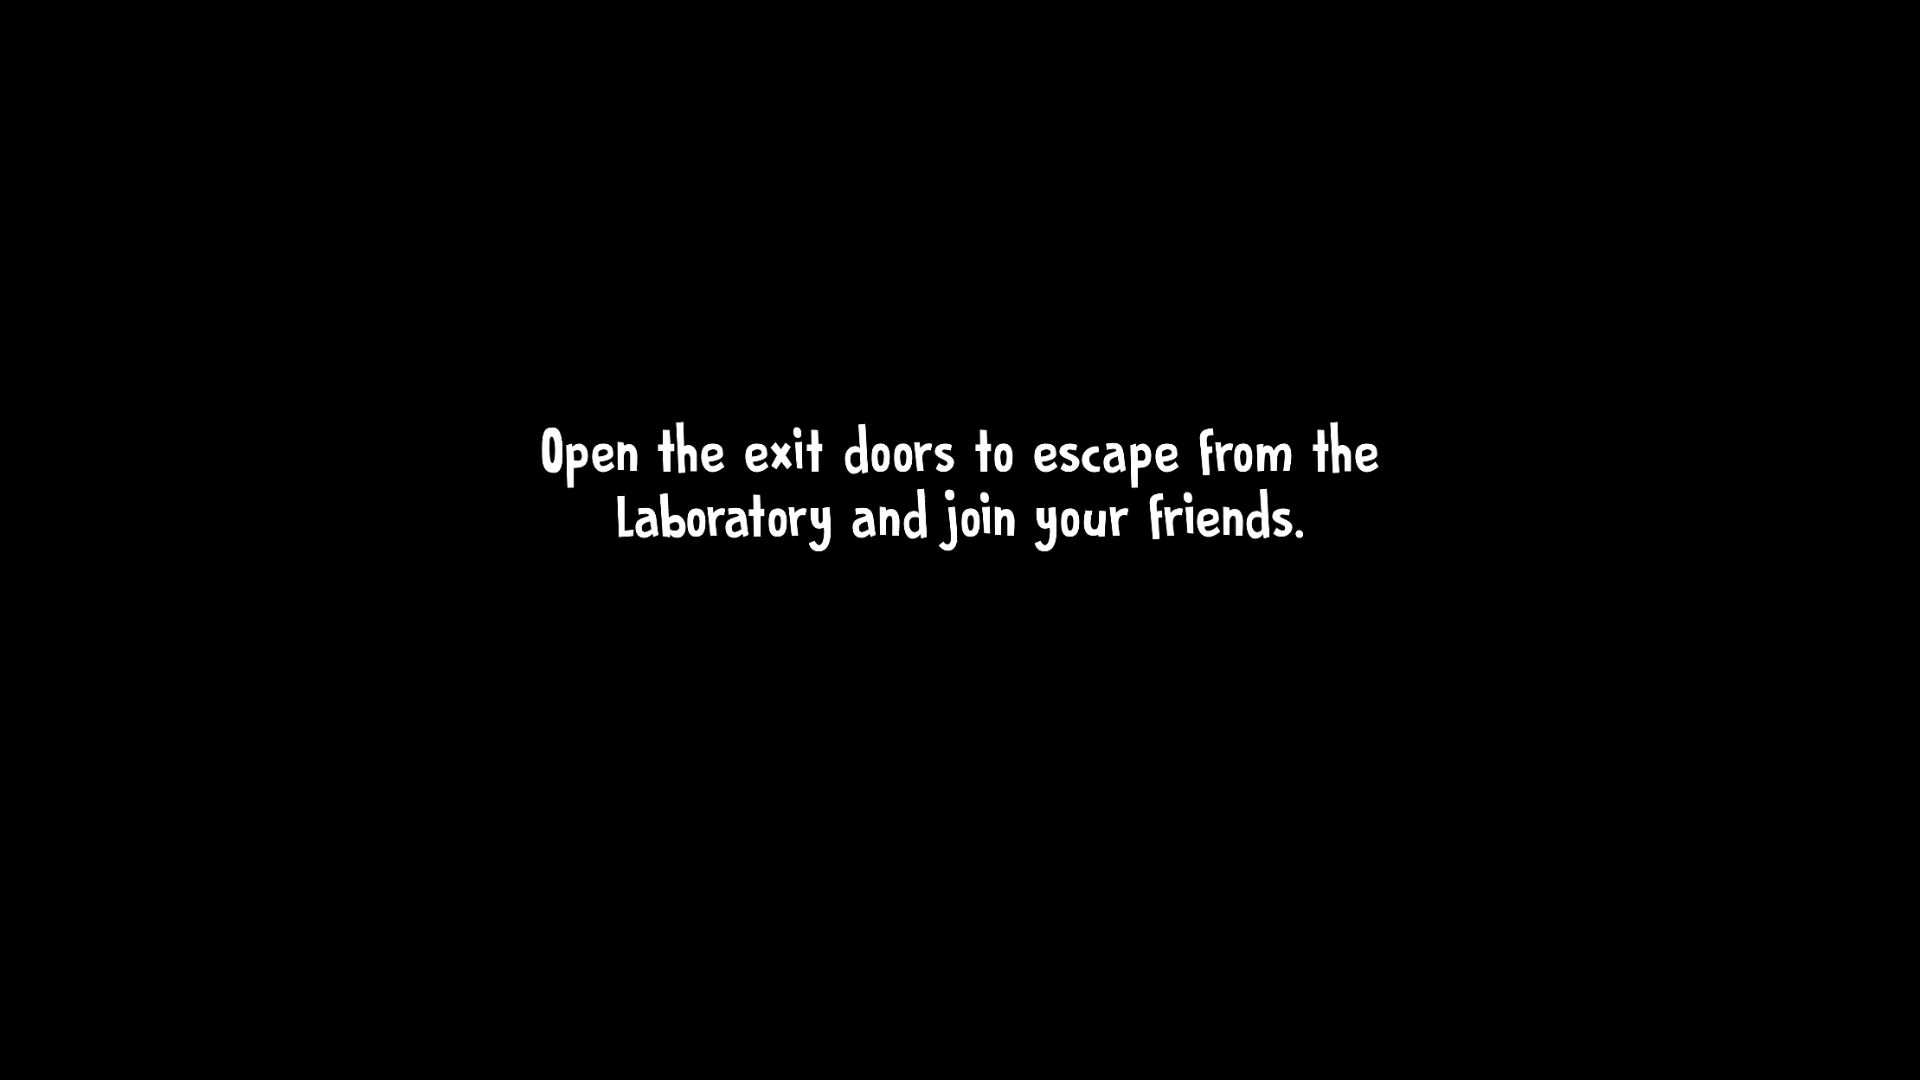 Open the exit doors to escape from the
Laboratory and join your friends.